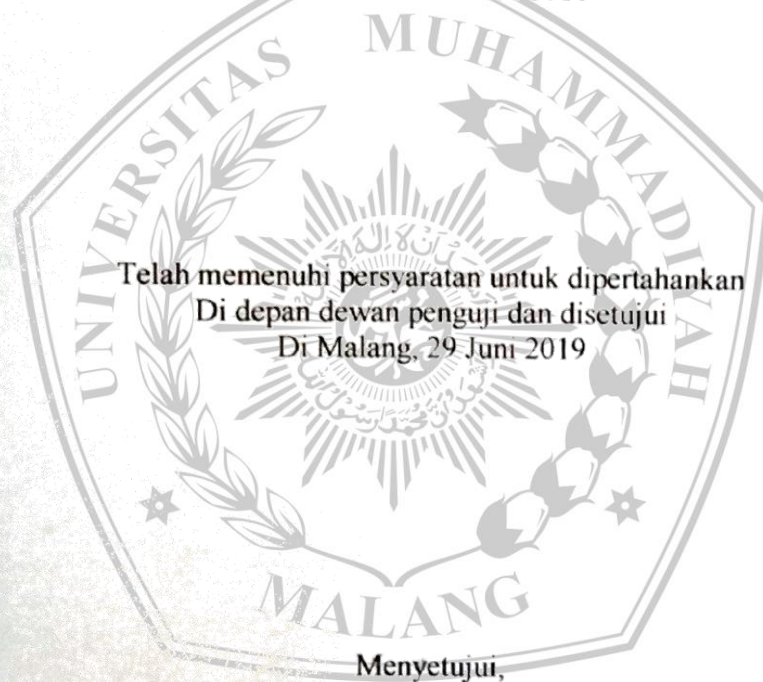 UNIVERSITAS MUHAMMADIYAH
Telah memenuhi persyaratan untuk dipertahankan
Di depan dewan penguji dan disetujui
Di Malang, 29 Juni 2019
MALANG
Menyetujui,